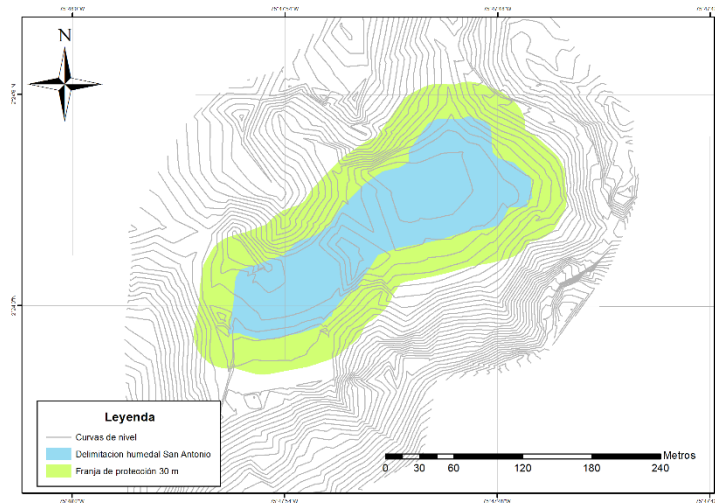 N
Leyenda
Curvas de nivel
Delimitacion humedal San Antonio
Franja de protección 30 m
Metros
0 15 30 60 120 180 240